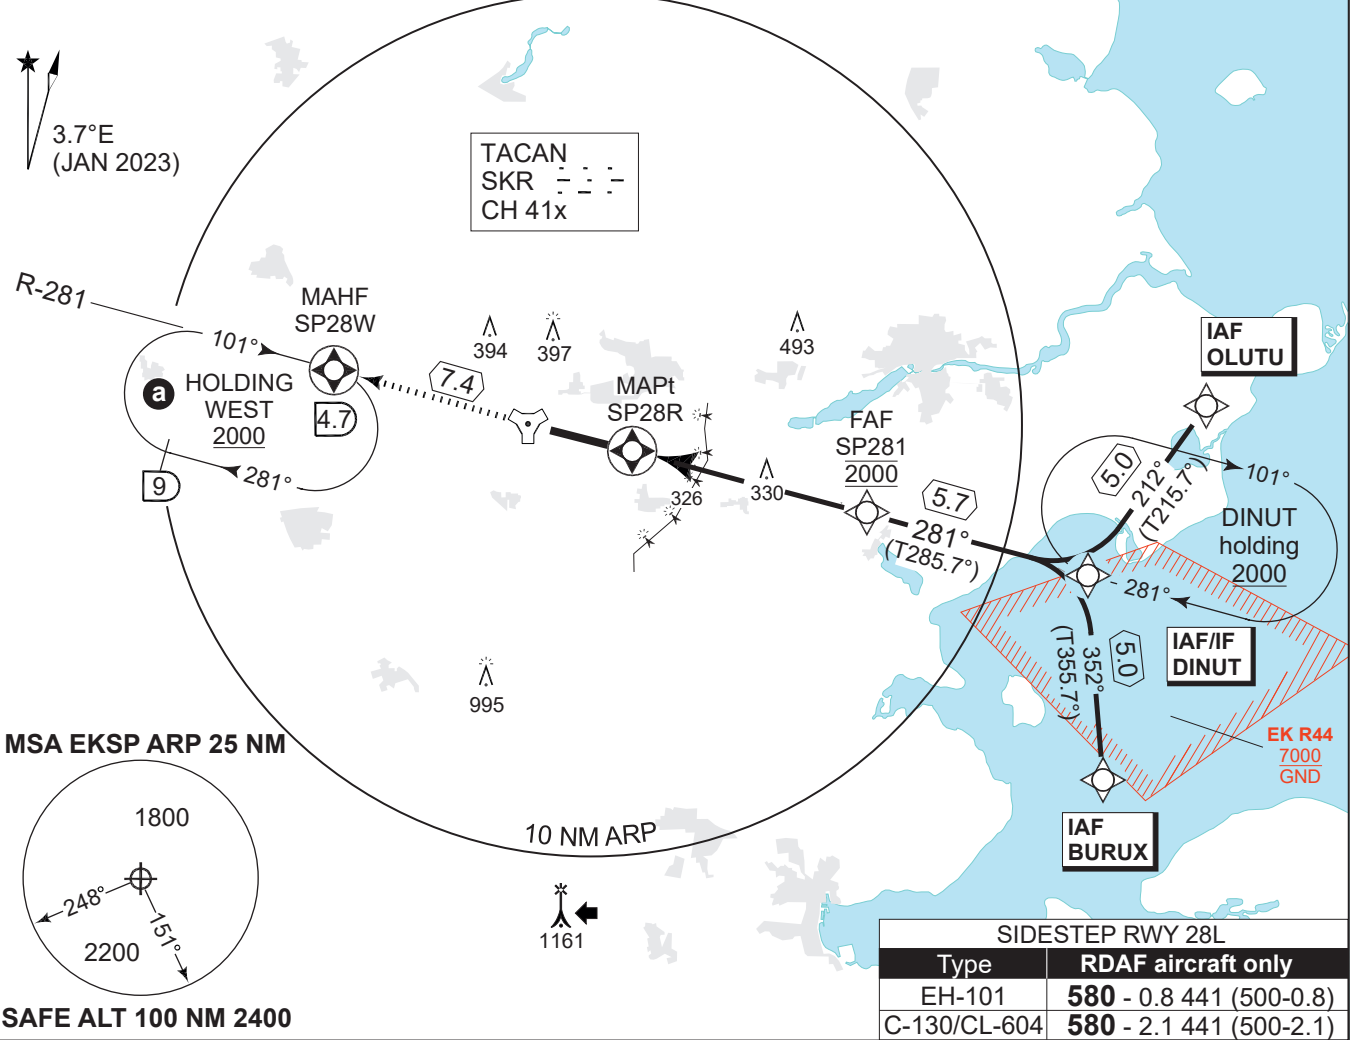 3.7°E
(JAN 2023)
TACAN
SKR
CH 41x
R-281
101°
MAHF
SP28W
a
HOLDING
WEST
2000
4.7
281°
9
7.4
394
397
493
MAPt
SP28R
326
330
FAF
SP281
2000
5.7
281°
(T285.7°)
IAF
OLUTU
5.0
212°
(T215.7°)
101°
DINUT
holding
2000
281°
IAF/IF
DINUT
5.0
352°
(T355.7°)
EK R44
7000
GND
IAF
BURUX
995
10 NM ARP
1161
MSA EKSP ARP 25 NM
1800
248°
151°
2200
SAFE ALT 100 NM 2400
SIDESTEP RWY 28L
Type RDAF aircraft only
EH-101 580 - 0.8 441 (500-0.8)
C-130/CL-604 580 - 2.1 441 (500-2.1)